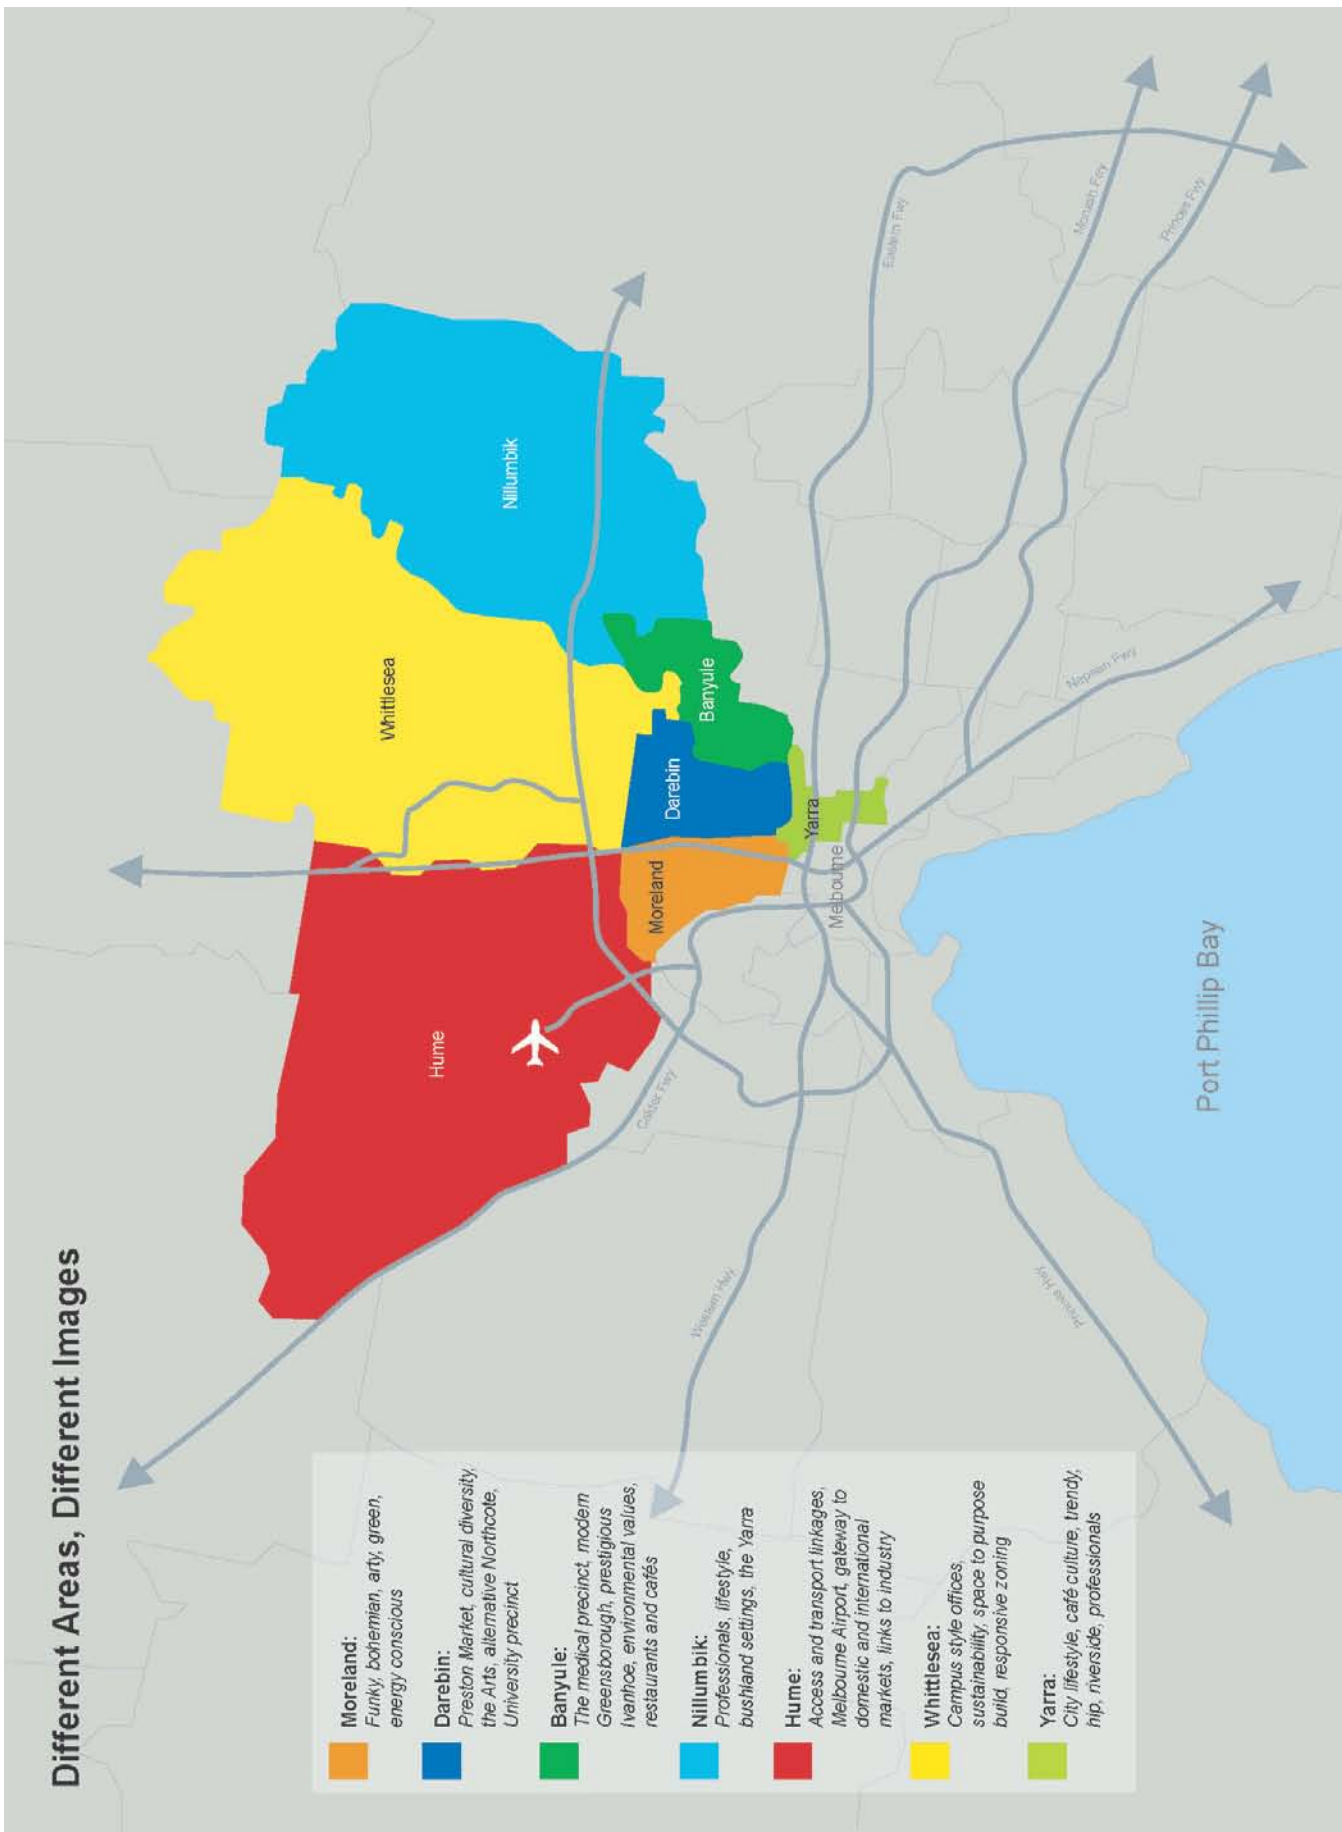 Different Areas, Different Images
Moreland:
Funky, bohemian, arty, green,
energy conscious
Darebin:
Preston Market, cultural diversity,
the Arts, alternative Northcote,
University precinct
Banyule:
The medical precinct, modern
Greensborough, prestigious
Ivanhoe, environmental values,
restaurants and cafés
Nillumbik:
Professionals, lifestyle,
bushland settings, the Yarra
Hume:
Access and transport linkages,
Melbourne Airport, gateway to
domestic and international
markets, links to industry
Whittlesea:
Campus style offices,
sustainability, space to purpose
build, responsive zoning
Yarra:
City lifestyle, café culture, trendy,
hip, riverside, professionals
Whittlesea
Nillumbik
Hume
Banyule
Darebin
Moreland
Yarra
Melbourne
Calder Fwy
Western Hwy
Princes Hwy
Eastern Fwy
Monash Fwy
Princes Fwy
Nepean Fwy
Port Phillip Bay